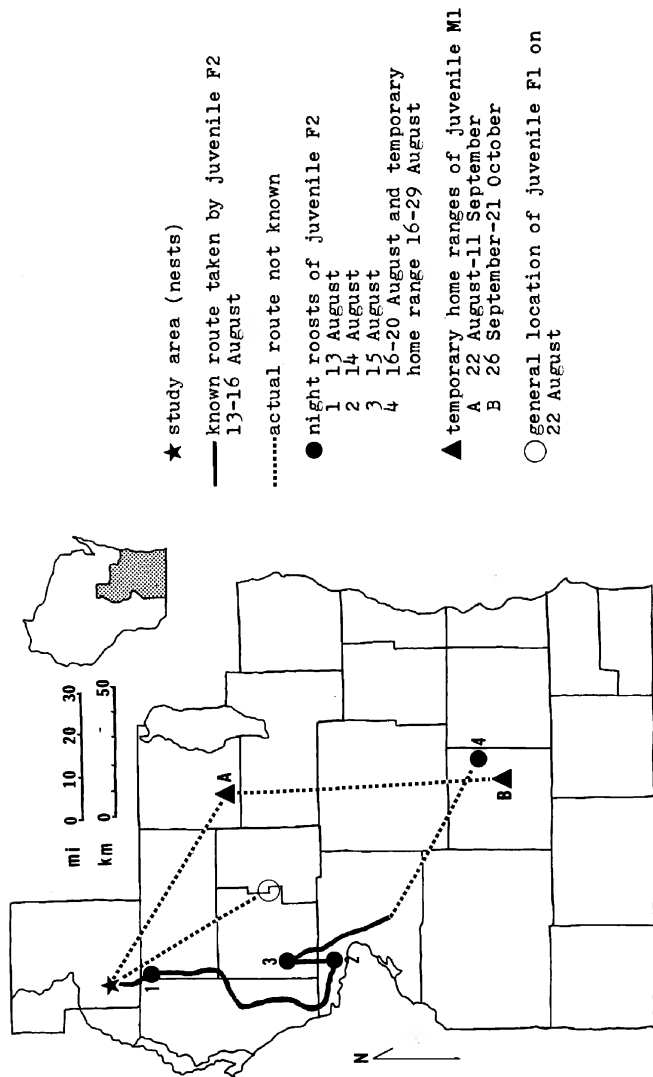 mi 0 10 20 30
km 0 - 50
N
1
2
3
4
A
B
study area (nests)
known route taken by juvenile F2
13-16 August
actual route not known
night roosts of juvenile F2
1 13 August
2 14 August
3 15 August
4 16-20 August and temporary
home range 16-29 August
temporary home ranges of juvenile M1
A 22 August-11 September
B 26 September-21 October
general location of juvenile F1 on
22 August